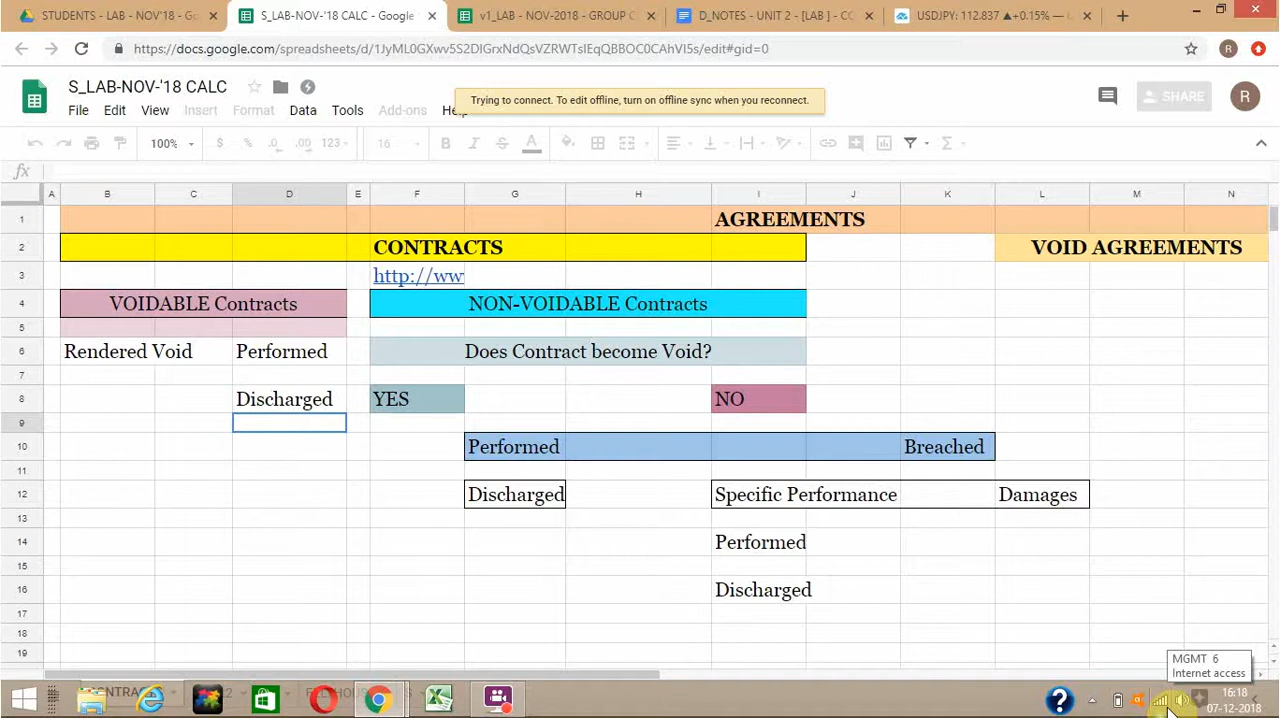 STUDENTS - LAB - NOV'18 - Go
S_LAB-NOV-'18 CALC - Google
v1_LAB - NOV-2018 - GROUP C
D_NOTES - UNIT 2 - [LAB ] - CC
USDJPY: 112.837 ▲+0.15% —
https://docs.google.com/spreadsheets/d/1JyML0GXwv5S2DIGrxNdQsVZRWTsIEqQBBOC0CAhVI5s/edit#gid=0
R
S_LAB-NOV-'18 CALC
File Edit View Insert Format Data Tools Add-ons Help
Trying to connect. To edit offline, turn on offline sync when you reconnect.
SHARE
R
100% $ % .0 .00 123 16 B I S A Σ
fx
A B C D E F G H I J K L M N
1 AGREEMENTS
2 CONTRACTS VOID AGREEMENTS
3 http://ww
4 VOIDABLE Contracts NON-VOIDABLE Contracts
5
6 Rendered Void Performed Does Contract become Void?
7
8 Discharged YES NO
9
10 Performed Breached
11
12 Discharged Specific Performance Damages
13
14 Performed
15
16 Discharged
17
18
19
MGMT 6
Internet access
16:18
07-12-2018